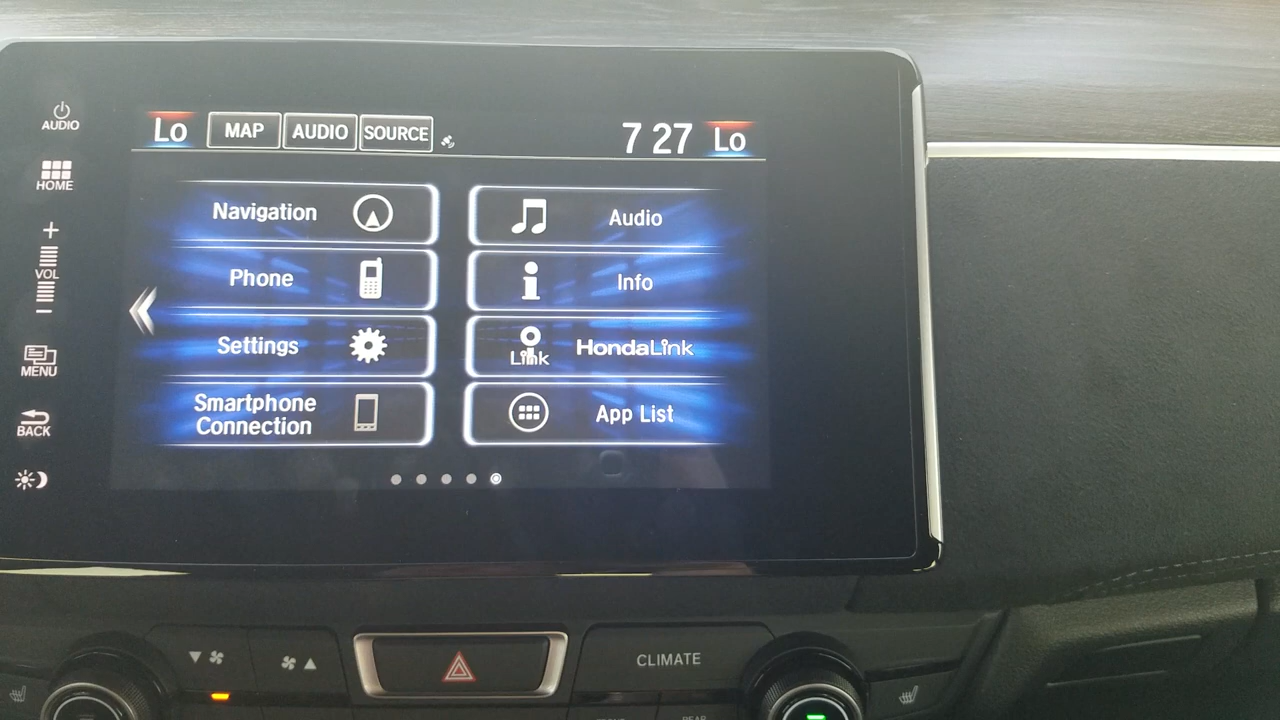 AUDIO
HOME
+
VOL
−
MENU
BACK
Lo MAP AUDIO SOURCE 7 27 Lo
Navigation
Audio
Phone
Info
Settings
Link HondaLink
Smartphone
Connection
App List
CLIMATE
REAR